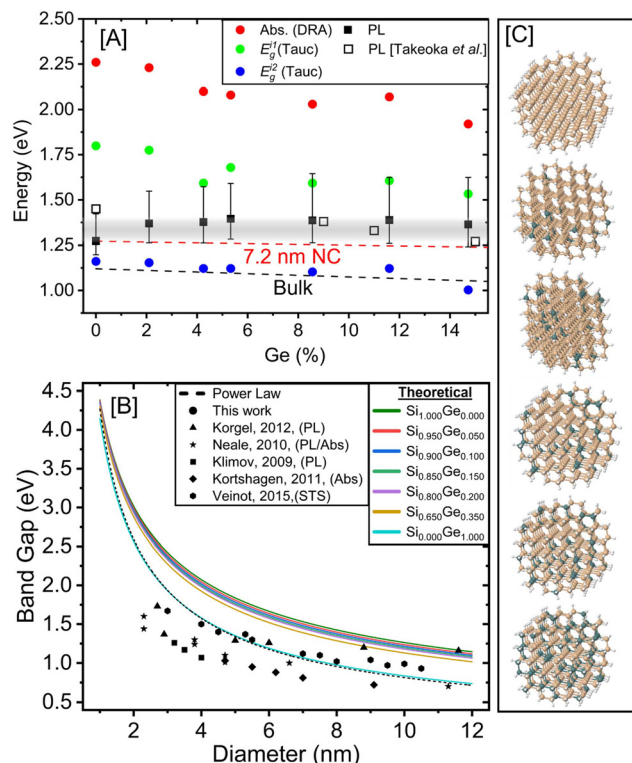 [A]
Abs. (DRA)
PL
E_g^{i1} (Tauc)
PL [Takeoka et al.]
E_g^{i2} (Tauc)
Energy (eV)
2.50
2.25
2.00
1.75
1.50
1.25
1.00
7.2 nm NC
Bulk
0 2 4 6 8 10 12 14
Ge (%)
[B]
Power Law
This work
Korgel, 2012, (PL)
Neale, 2010, (PL/Abs)
Klimov, 2009, (PL)
Kortshagen, 2011, (Abs)
Veinot, 2015,(STS)
Theoretical
Si1.000Ge0.000
Si0.950Ge0.050
Si0.900Ge0.100
Si0.850Ge0.150
Si0.800Ge0.200
Si0.650Ge0.350
Si0.000Ge1.000
Band Gap (eV)
4.5
4.0
3.5
3.0
2.5
2.0
1.5
1.0
0.5
2 4 6 8 10 12
Diameter (nm)
[C]